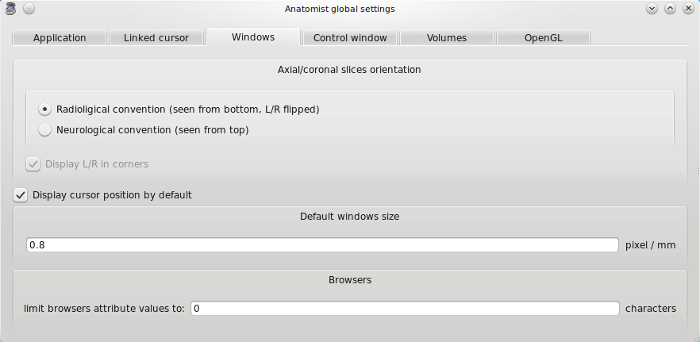 Anatomist global settings
Application Linked cursor Windows Control window Volumes OpenGL
Axial/coronal slices orientation
Radioligical convention (seen from bottom, L/R flipped)
Neurological convention (seen from top)
Display L/R in corners
Display cursor position by default
Default windows size
0.8 pixel / mm
Browsers
limit browsers attribute values to: 0 characters